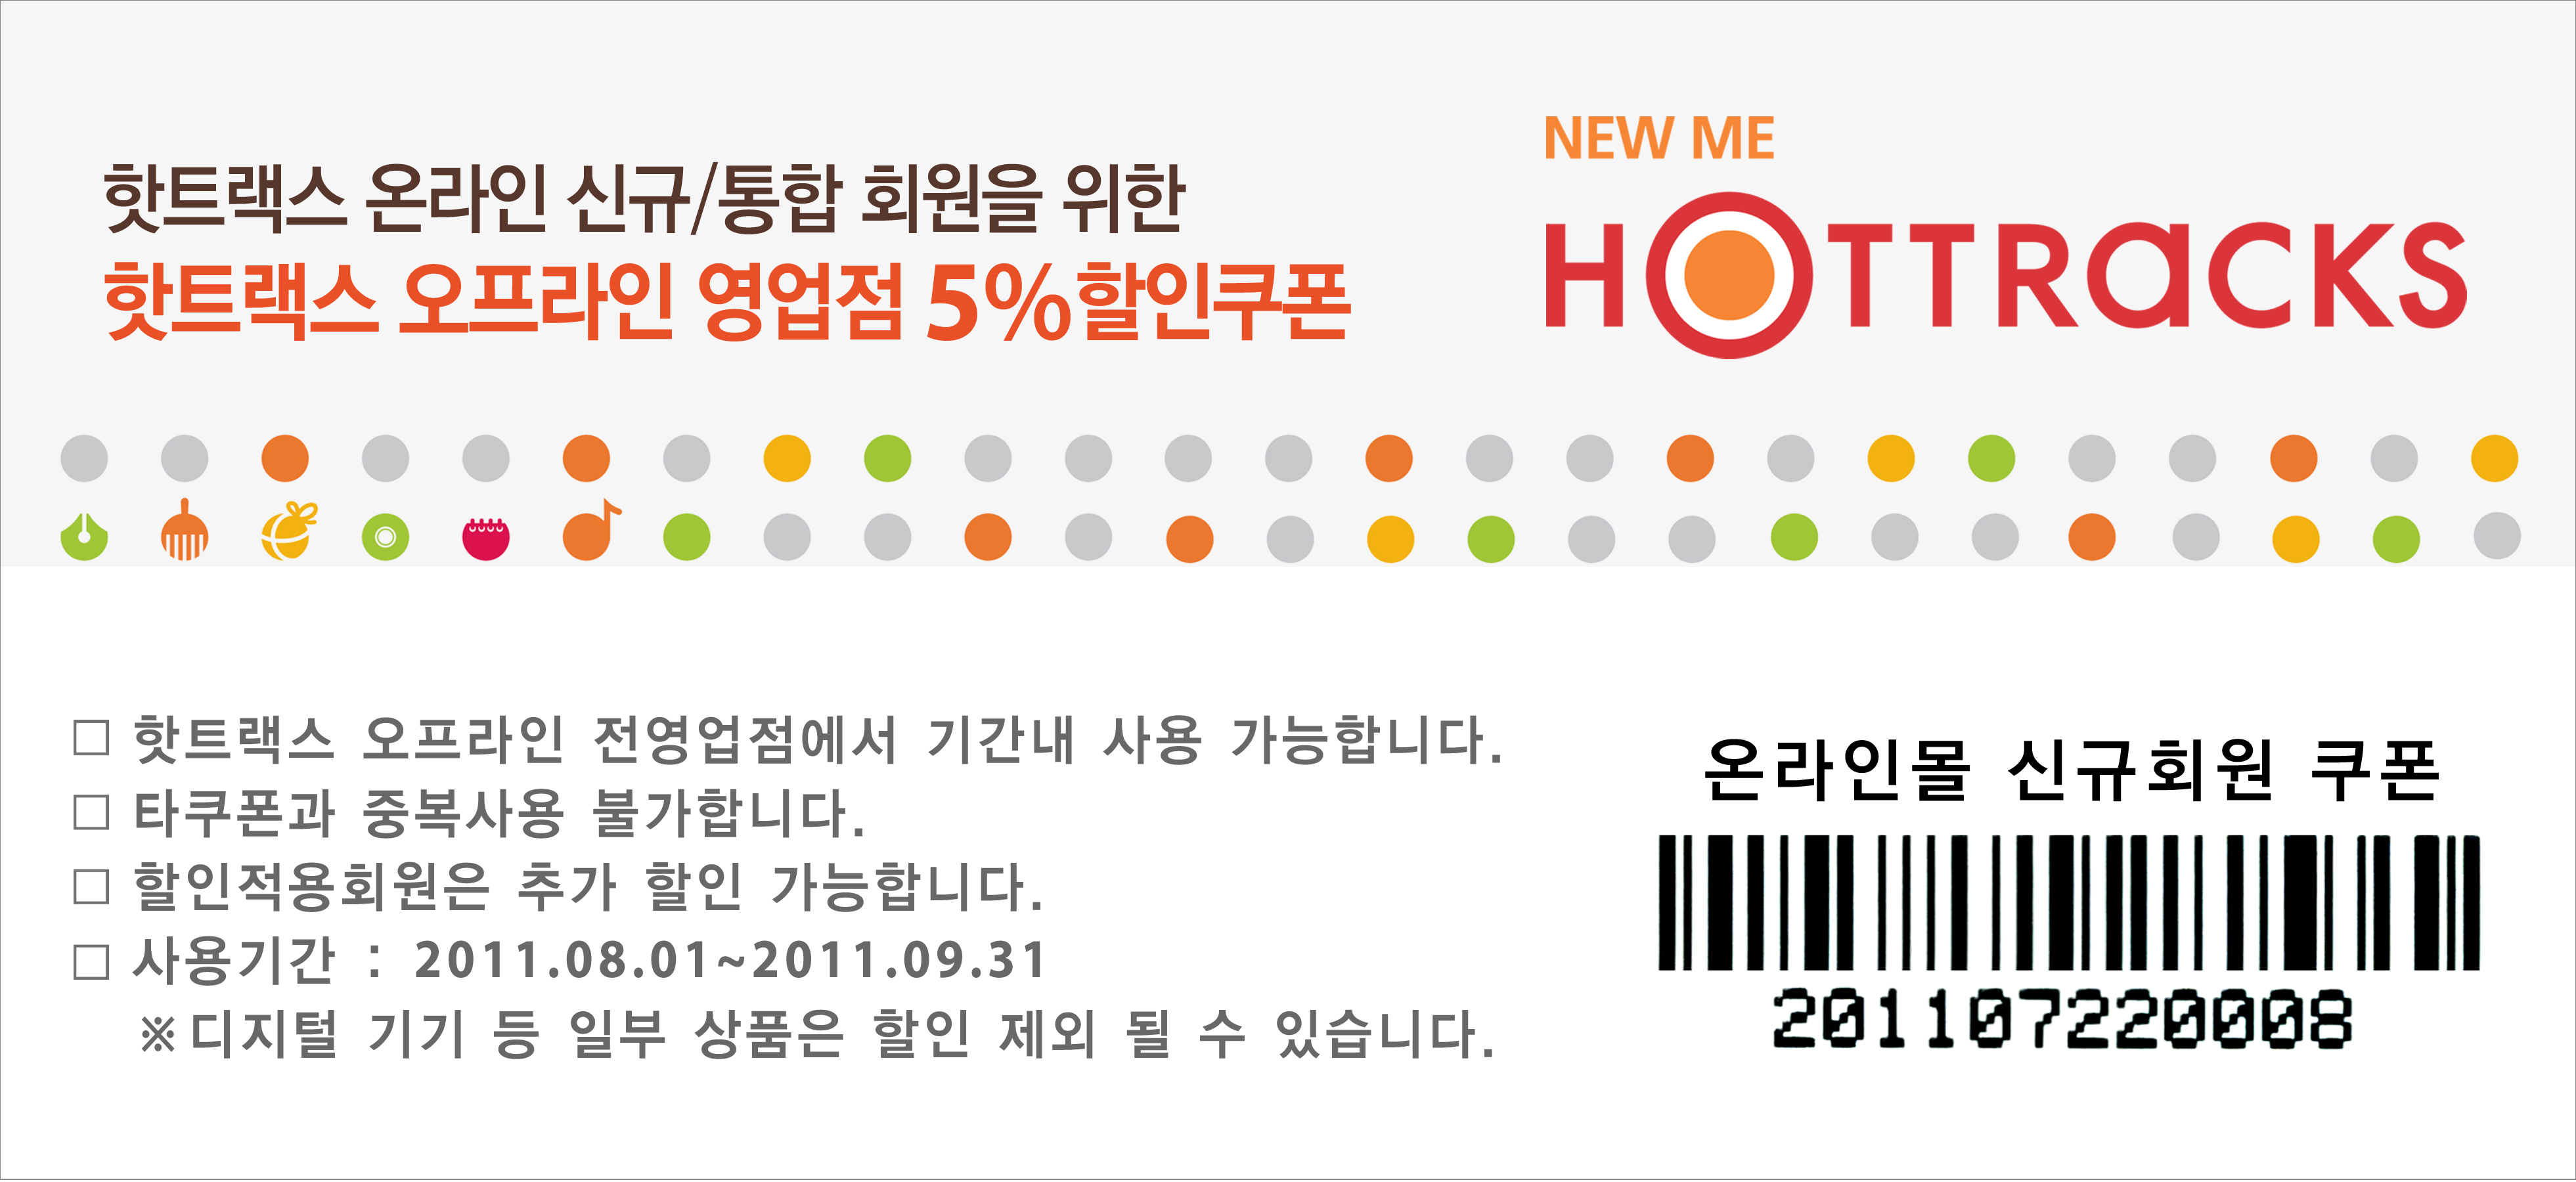 핫트랙스 온라인 신규/통합 회원을 위한
핫트랙스 오프라인 영업점 5% 할인쿠폰
NEW ME
HOTTRaCKS
□ 핫트랙스 오프라인 전영업점에서 기간내 사용 가능합니다.
□ 타쿠폰과 중복사용 불가합니다.
□ 할인적용회원은 추가 할인 가능합니다.
□ 사용기간 : 2011.08.01~2011.09.31
※디지털 기기 등 일부 상품은 할인 제외 될 수 있습니다.
온라인몰 신규회원 쿠폰
201107220008